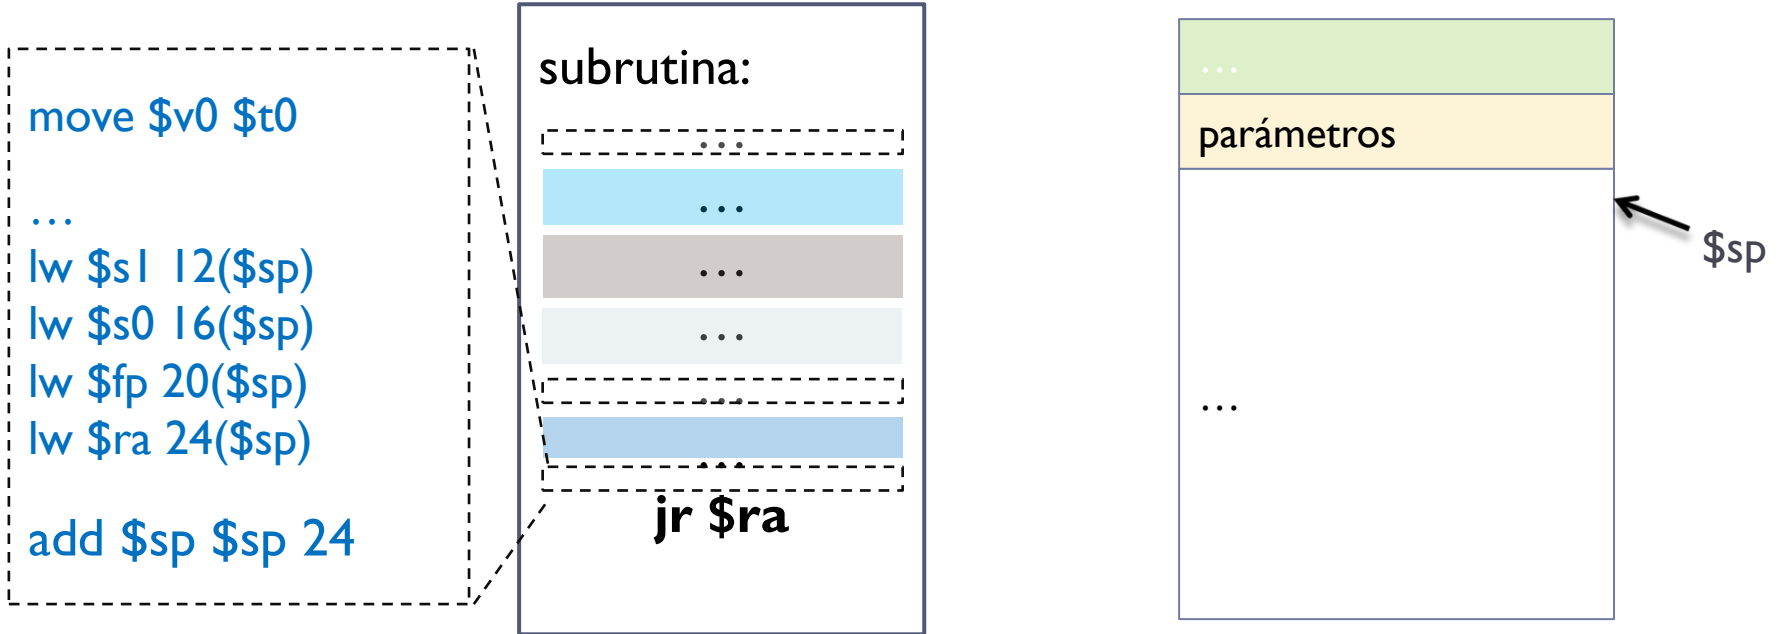 move $v0 $t0
…
lw $s1 12($sp)
lw $s0 16($sp)
lw $fp 20($sp)
lw $ra 24($sp)
add $sp $sp 24
subrutina:
…
…
…
…
…
…
jr $ra
…
parámetros
…
$sp